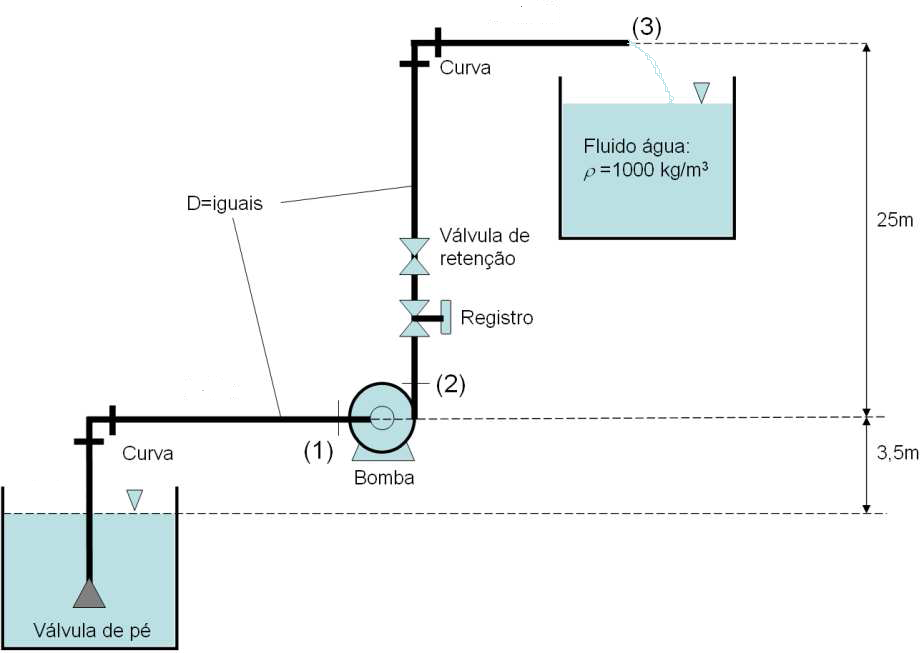 (3)
Curva
Fluido água:
ρ =1000 kg/m³
D=iguais
Válvula de
retenção
25m
Registro
(2)
(1)
Curva
Bomba
3,5m
Válvula de pé